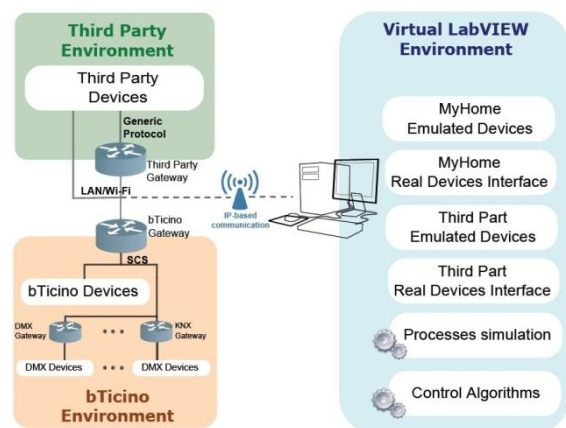 Third Party
Environment
Third Party
Devices
Generic
Protocol
Third Party
Gateway
LAN/Wi-Fi
bTicino
Gateway
SCS
bTicino Devices
DMX
Gateway
KNX
Gateway
DMX Devices
DMX Devices
bTicino
Environment
IP-based
communication
Virtual LabVIEW
Environment
MyHome
Emulated Devices
MyHome
Real Devices Interface
Third Part
Emulated Devices
Third Part
Real Devices Interface
Processes simulation
Control Algorithms